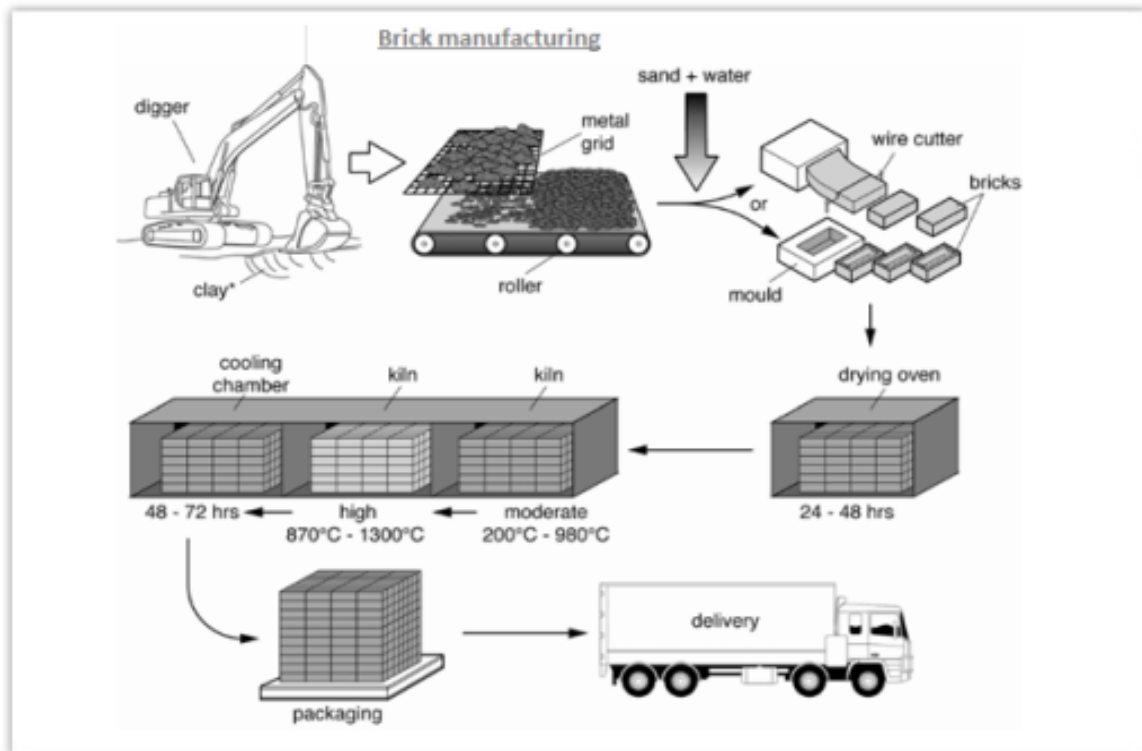 Brick manufacturing
sand + water
digger
metal
grid
wire cutter
bricks
or
roller
clay*
mould
cooling
chamber
kiln
kiln
drying oven
48 - 72 hrs
high
870°C - 1300°C
moderate
200°C - 980°C
24 - 48 hrs
delivery
packaging